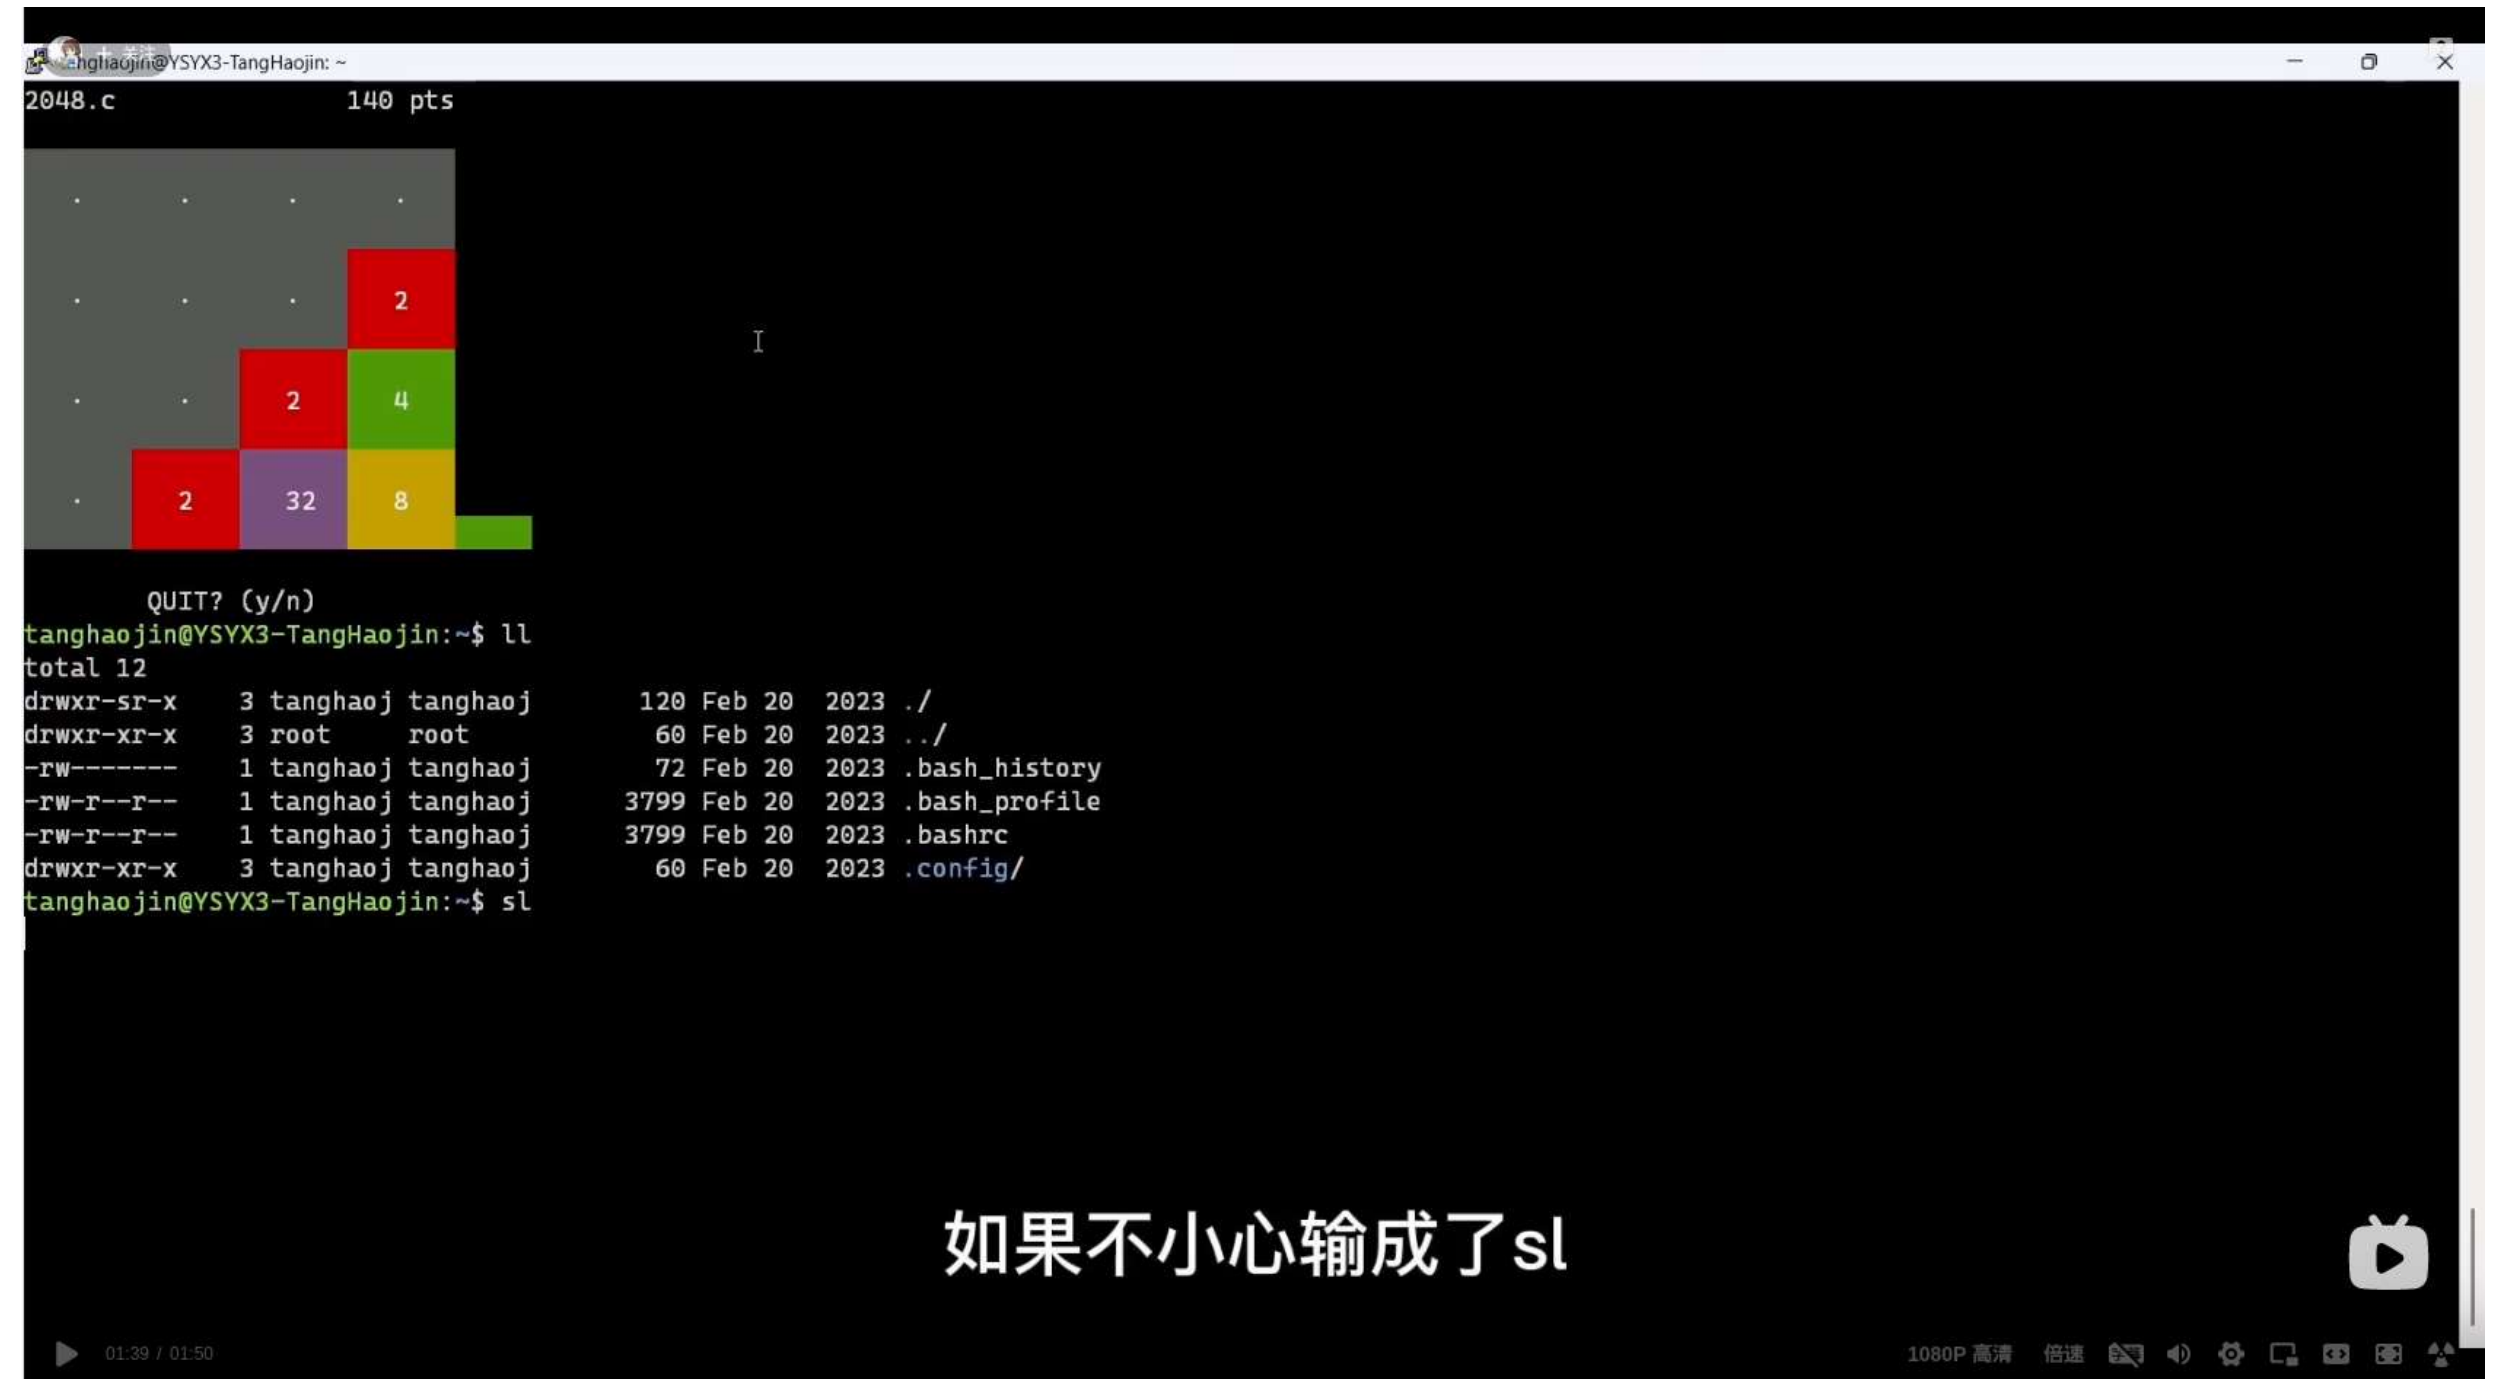 + 关注
tanghaojin@YSYX3-TangHaojin: ~
2048.c 140 pts
. . . .
. . . 2
. . 2 4
. 2 32 8
QUIT? (y/n)
tanghaojin@YSYX3-TangHaojin:~$ ll
total 12
drwxr-sr-x 3 tanghaoj tanghaoj 120 Feb 20 2023 ./
drwxr-xr-x 3 root root 60 Feb 20 2023 ../
-rw------- 1 tanghaoj tanghaoj 72 Feb 20 2023 .bash_history
-rw-r--r-- 1 tanghaoj tanghaoj 3799 Feb 20 2023 .bash_profile
-rw-r--r-- 1 tanghaoj tanghaoj 3799 Feb 20 2023 .bashrc
drwxr-xr-x 3 tanghaoj tanghaoj 60 Feb 20 2023 .config/
tanghaojin@YSYX3-TangHaojin:~$ sl
如果不小心输成了sl
01:39 / 01:50
1080P 高清 倍速